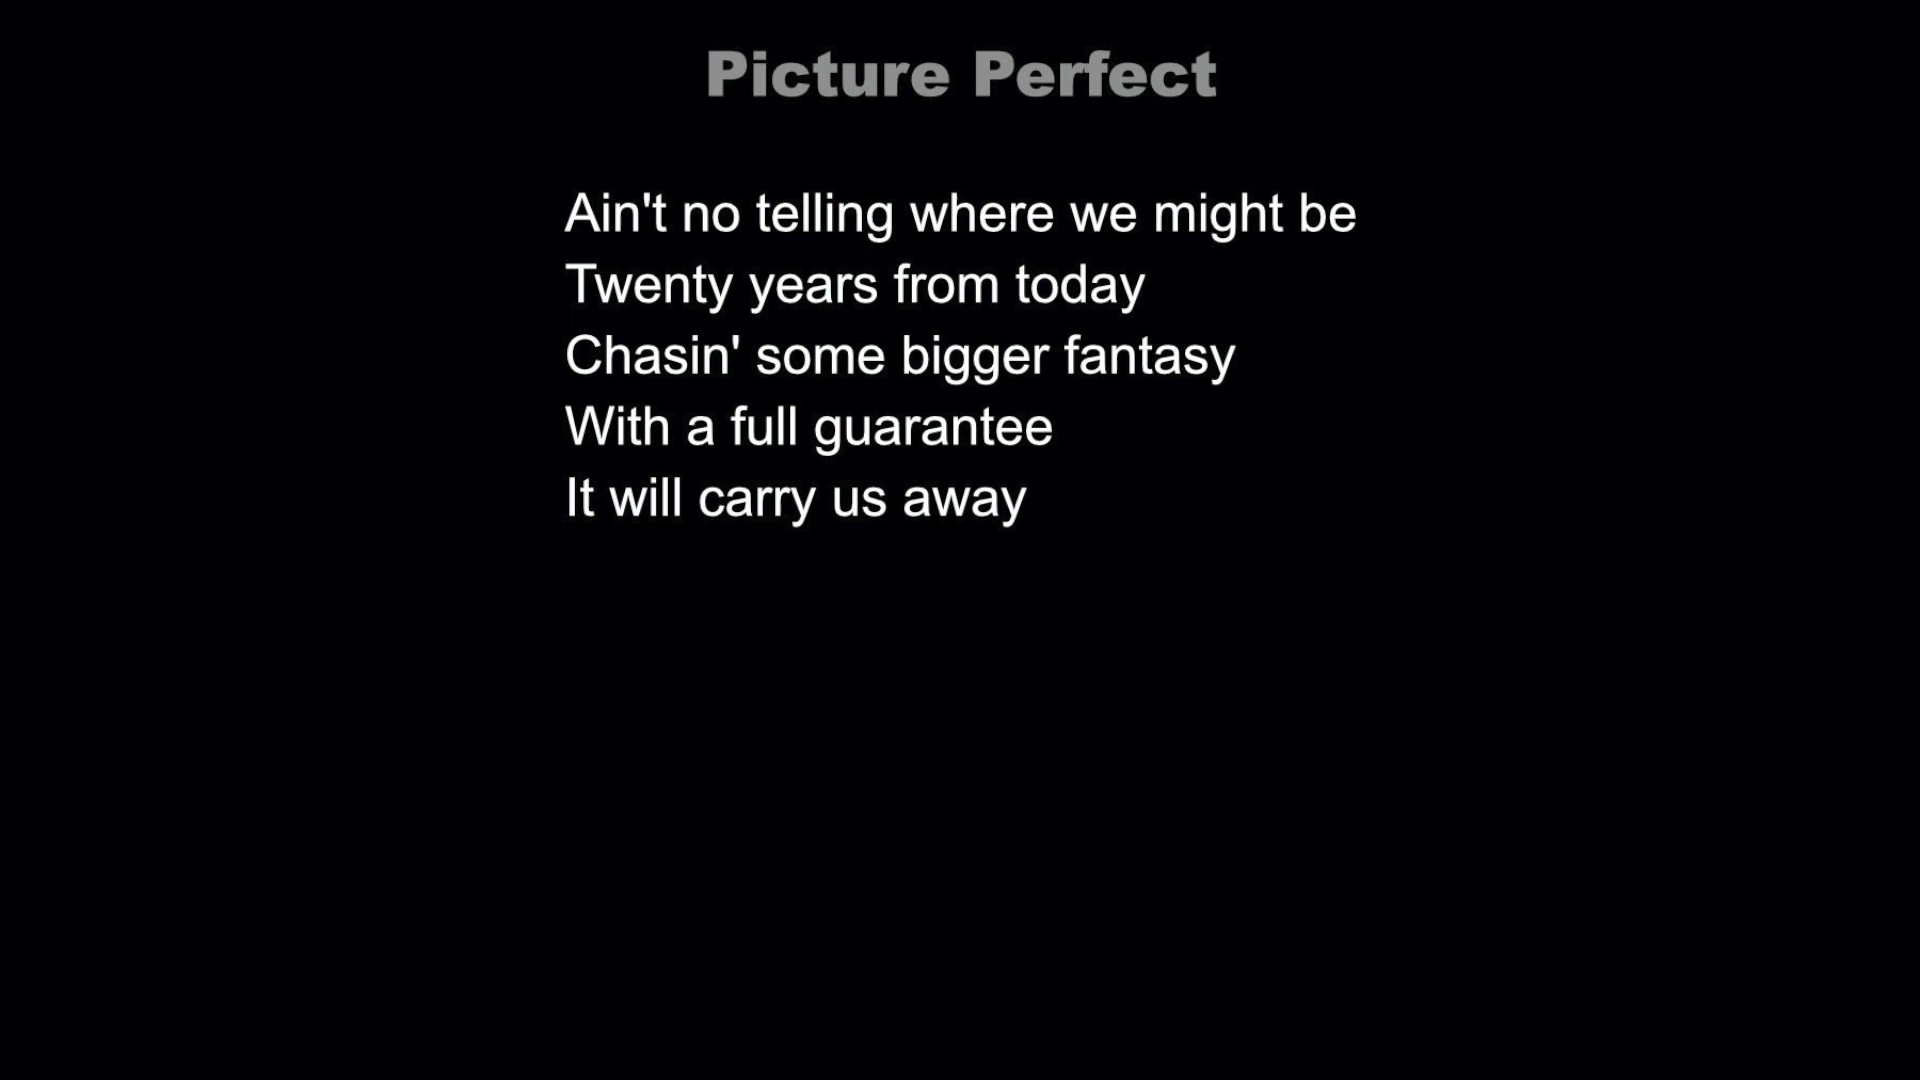 Picture Perfect
Ain't no telling where we might be
Twenty years from today
Chasin' some bigger fantasy
With a full guarantee
It will carry us away